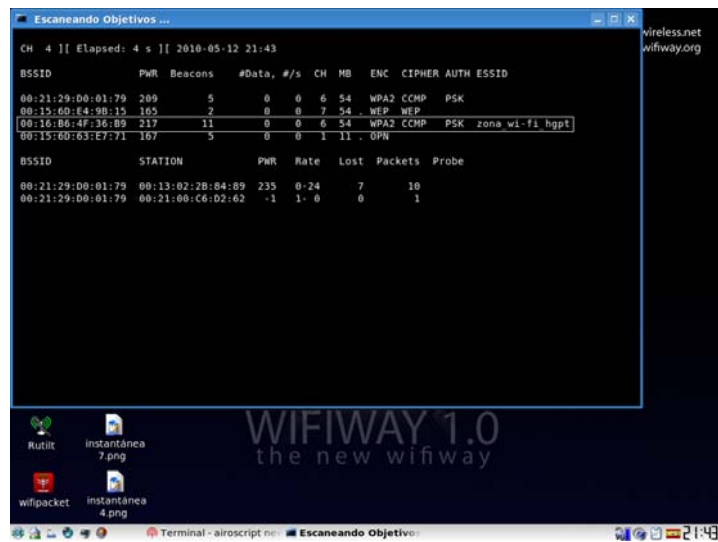 Escaneando Objetivos ...
wireless.net
wifiway.org
CH 4 ][ Elapsed: 4 s ][ 2010-05-12 21:43
BSSID PWR Beacons #Data, #/s CH MB ENC CIPHER AUTH ESSID
00:21:29:D0:01:79 209 5 0 0 6 54 WPA2 CCMP PSK
00:15:6D:E4:9B:15 165 2 0 0 7 54 . WEP WEP
00:16:B6:4F:36:B9 217 11 0 0 6 54 WPA2 CCMP PSK zona_wi-fi_hgpt
00:15:6D:63:E7:71 167 5 0 0 1 11 . OPN
BSSID STATION PWR Rate Lost Packets Probe
00:21:29:D0:01:79 00:13:02:2B:84:89 235 0-24 7 10
00:21:29:D0:01:79 00:21:00:C6:D2:62 -1 1- 0 0 1
WIFIWAY 1.0
the new wifiway
Rutilt
instantánea
7.png
wifipacket
instantánea
4.png
Terminal - airoscript ne
Escaneando Objetivo
21:43